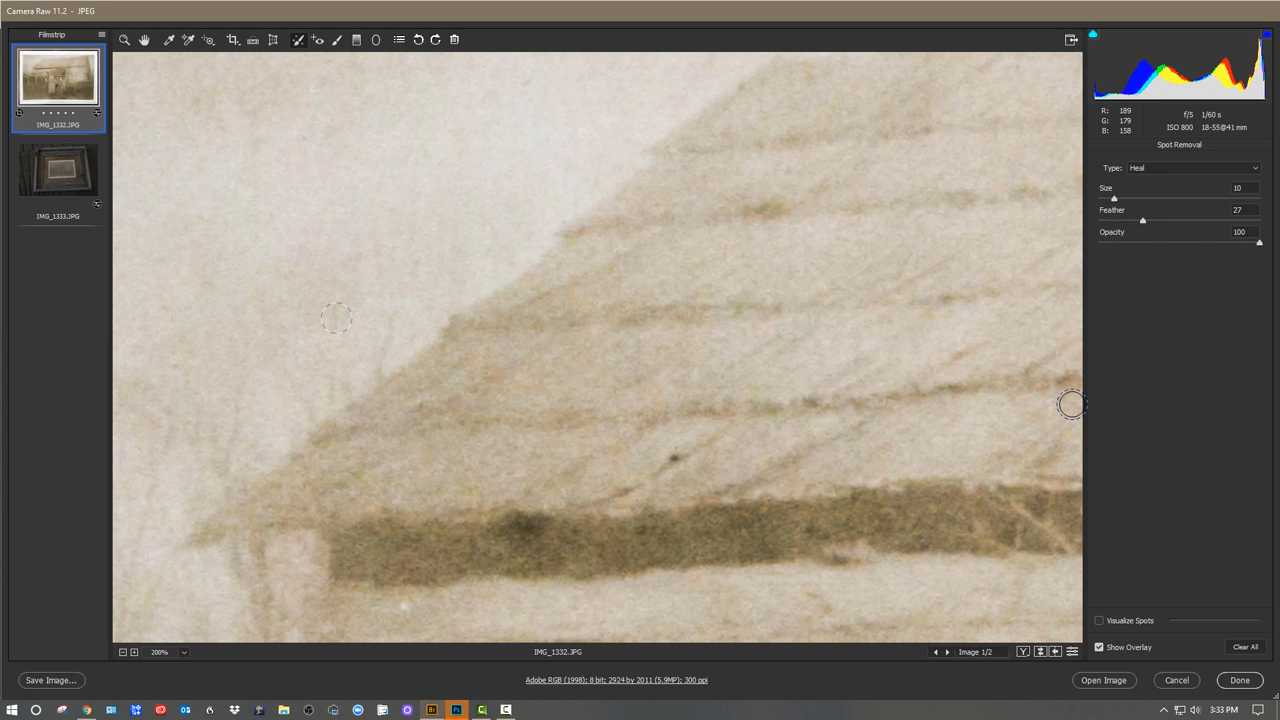 Camera Raw 11.2 - JPEG
Filmstrip
IMG_1332.JPG
IMG_1333.JPG
R: 189
G: 179
B: 158
f/5 1/60 s
ISO 800 18-55@41 mm
Spot Removal
Type: Heal
Size 10
Feather 27
Opacity 100
Visualize Spots
Show Overlay
Clear All
200%
IMG_1332.JPG
Image 1/2
Y
Save Image...
Adobe RGB (1998); 8 bit; 2924 by 2011 (5.9MP); 300 ppi
Open Image
Cancel
Done
Br
Ps
3:33 PM